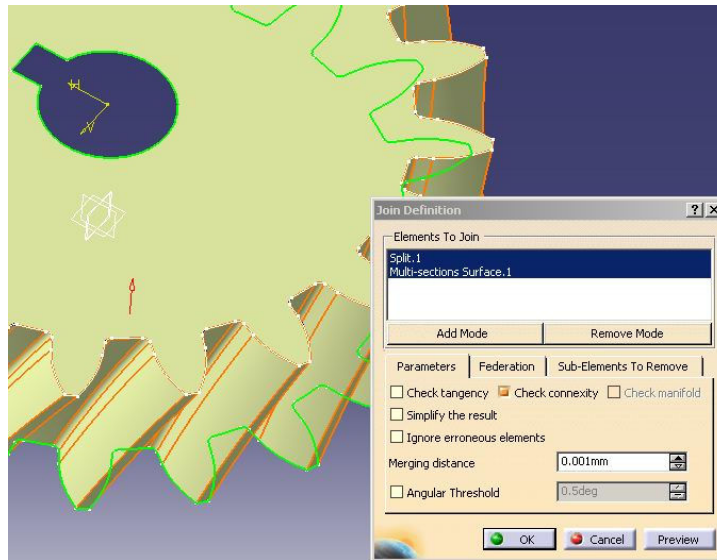 Join Definition
Elements To Join
Split.1
Multi-sections Surface.1
Add Mode Remove Mode
Parameters Federation Sub-Elements To Remove
Check tangency Check connexity Check manifold
Simplify the result
Ignore erroneous elements
Merging distance 0.001mm
Angular Threshold 0.5deg
OK Cancel Preview